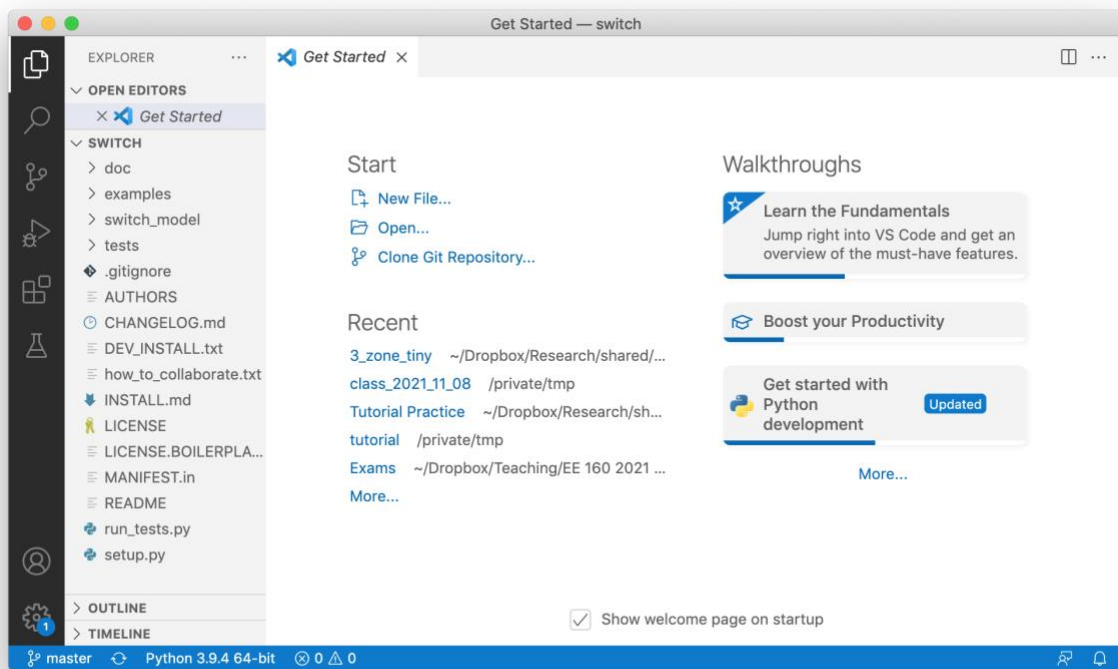 Get Started — switch
EXPLORER ...
OPEN EDITORS
Get Started
SWITCH
doc
examples
switch_model
tests
.gitignore
AUTHORS
CHANGELOG.md
DEV_INSTALL.txt
how_to_collaborate.txt
INSTALL.md
LICENSE
LICENSE.BOILERPLA...
MANIFEST.in
README
run_tests.py
setup.py
OUTLINE
TIMELINE
Get Started
Start
New File...
Open...
Clone Git Repository...
Recent
3_zone_tiny ~/Dropbox/Research/shared/...
class_2021_11_08 /private/tmp
Tutorial Practice ~/Dropbox/Research/sh...
tutorial /private/tmp
Exams ~/Dropbox/Teaching/EE 160 2021 ...
More...
Walkthroughs
Learn the Fundamentals
Jump right into VS Code and get an
overview of the must-have features.
Boost your Productivity
Get started with
Python
development
Updated
More...
Show welcome page on startup
1
master Python 3.9.4 64-bit 0 0